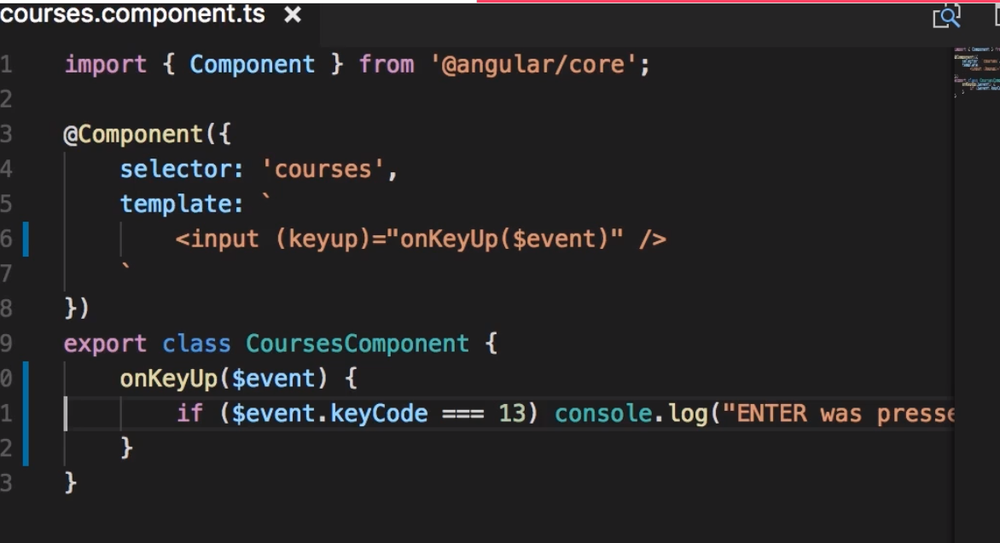 courses.component.ts ×
1 import { Component } from '@angular/core';
2
3 @Component({
4     selector: 'courses',
5     template: `
6         <input (keyup)="onKeyUp($event)" />
7     `
8 })
9 export class CoursesComponent {
0     onKeyUp($event) {
1         if ($event.keyCode === 13) console.log("ENTER was presse
2     }
3 }